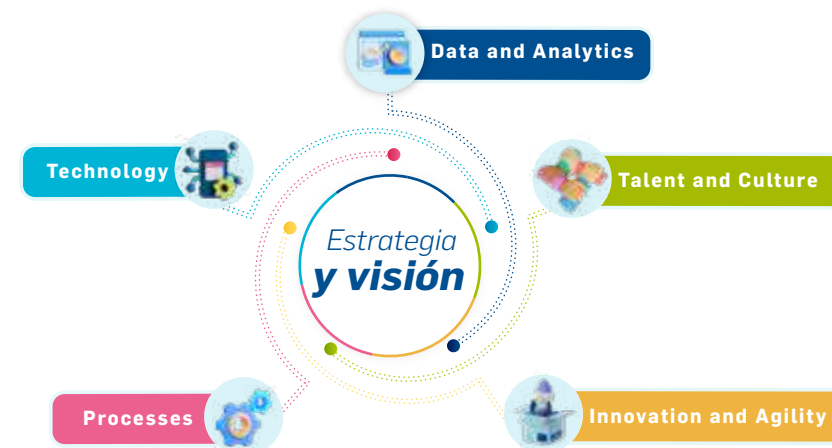 Data and Analytics
Technology
Talent and Culture
Estrategia
y visión
Processes
Innovation and Agility